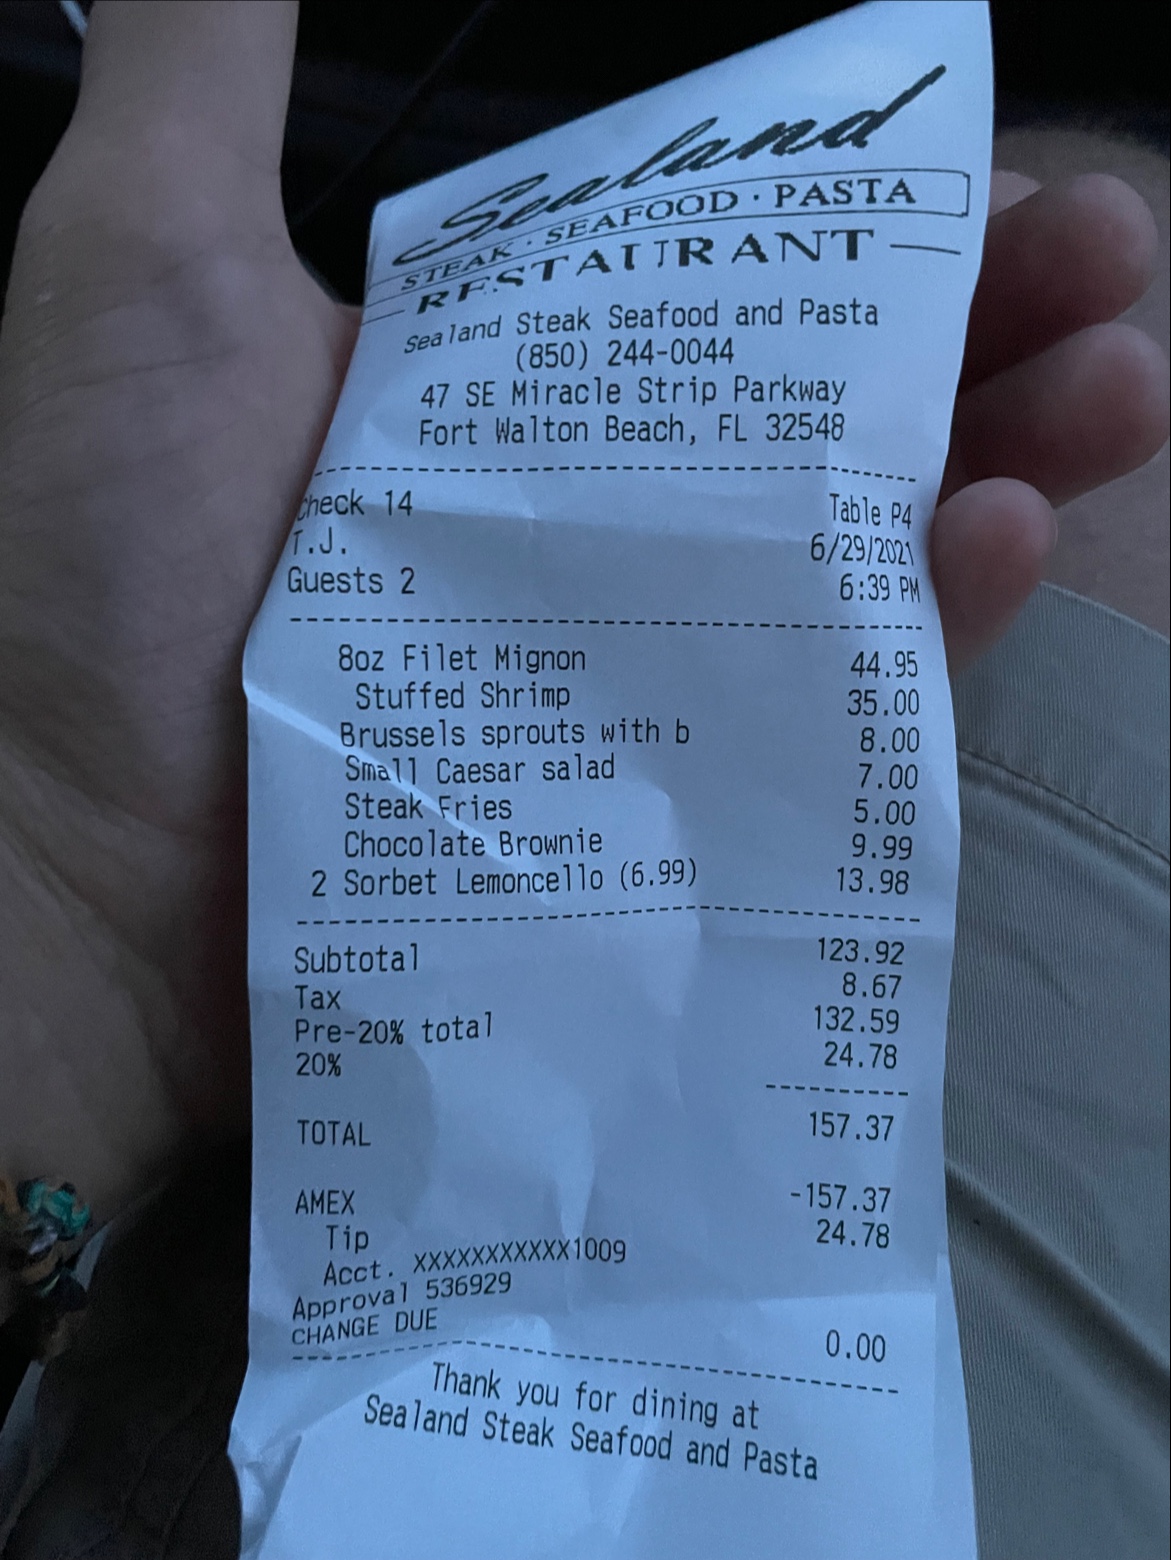 Sealand
STEAK · SEAFOOD · PASTA
RESTAURANT
Sealand Steak Seafood and Pasta
(850) 244-0044
47 SE Miracle Strip Parkway
Fort Walton Beach, FL 32548
Check 14 Table P4
T.J. 6/29/2021
Guests 2 6:39 PM
8oz Filet Mignon 44.95
Stuffed Shrimp 35.00
Brussels sprouts with b 8.00
Small Caesar salad 7.00
Steak Fries 5.00
Chocolate Brownie 9.99
2 Sorbet Lemoncello (6.99) 13.98
Subtotal 123.92
Tax 8.67
Pre-20% total 132.59
20% 24.78
TOTAL 157.37
AMEX -157.37
Tip 24.78
Acct. XXXXXXXXXXX1009
Approval 536929
CHANGE DUE 0.00
Thank you for dining at
Sealand Steak Seafood and Pasta